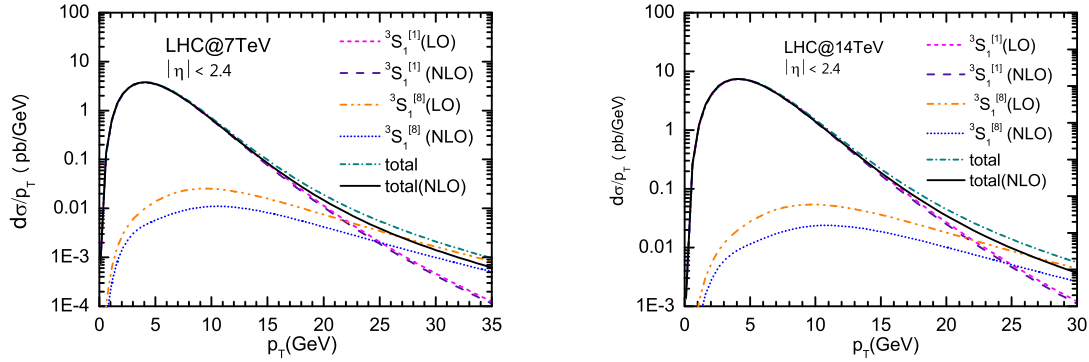 100
10
1
0.1
0.01
1E-3
1E-4
dσ/p_T ( pb/GeV)
LHC@7TeV
|η| < 2.4
³S₁^[1](LO)
³S₁^[1] (NLO)
³S₁^[8](LO)
³S₁^[8] (NLO)
total
total(NLO)
0 5 10 15 20 25 30 35
p_T(GeV)
100
10
1
0.1
0.01
1E-3
dσ/p_T ( pb/GeV)
LHC@14TeV
|η| < 2.4
³S₁^[1](LO)
³S₁^[1] (NLO)
³S₁^[8](LO)
³S₁^[8] (NLO)
total
total(NLO)
0 5 10 15 20 25 30
p_T(GeV)